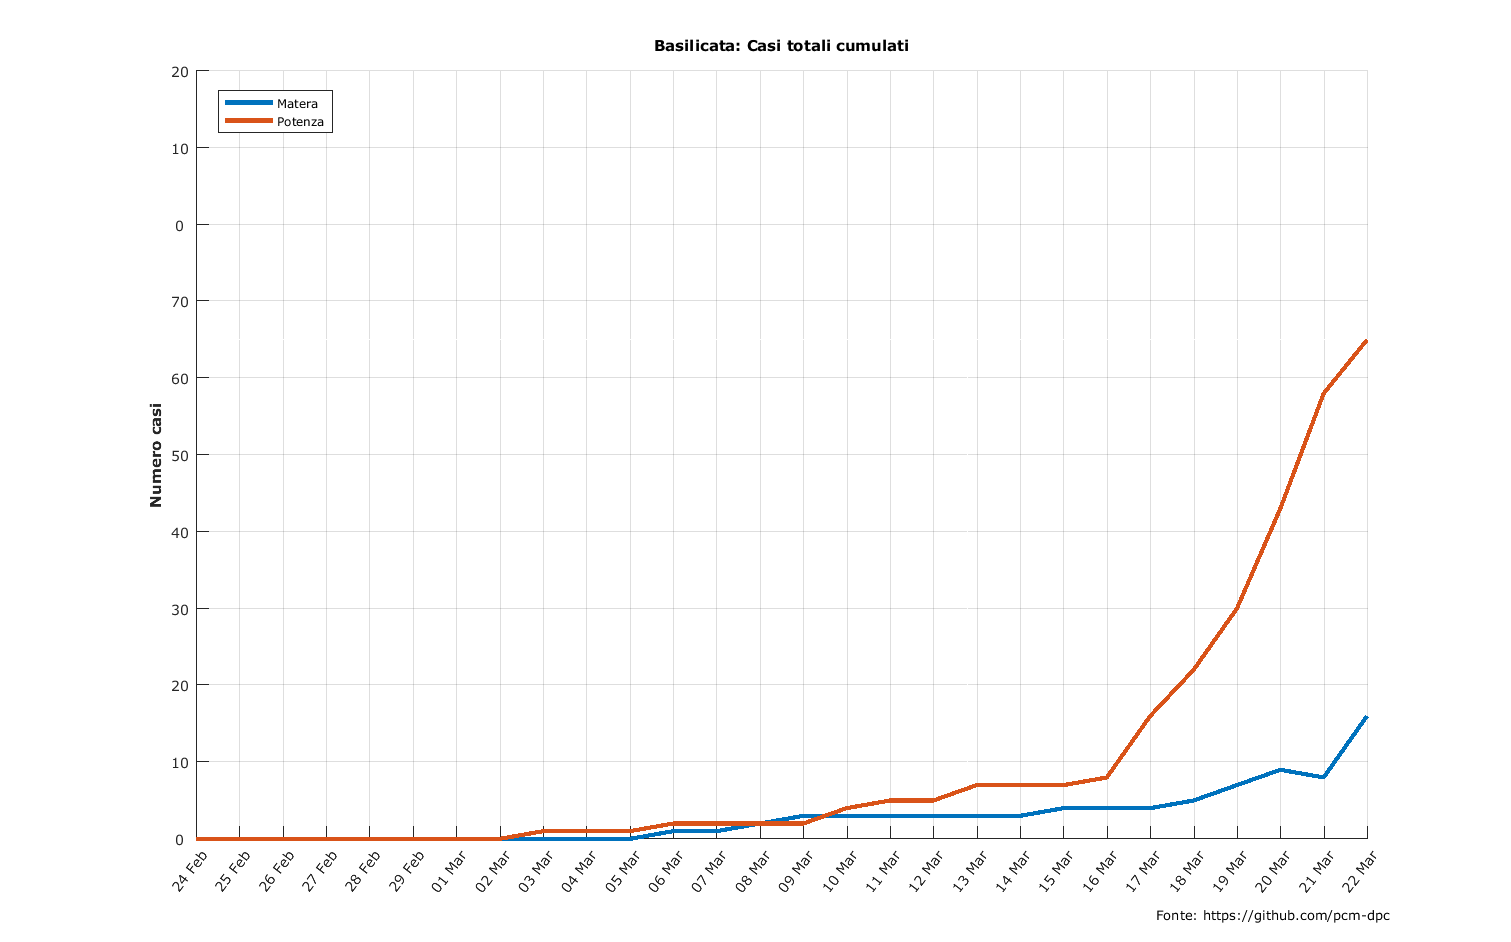 Basilicata: Casi totali cumulati
Matera
Potenza
20
10
0
70
60
50
40
30
20
10
0
Numero casi
24 Feb
25 Feb
26 Feb
27 Feb
28 Feb
29 Feb
01 Mar
02 Mar
03 Mar
04 Mar
05 Mar
06 Mar
07 Mar
08 Mar
09 Mar
10 Mar
11 Mar
12 Mar
13 Mar
14 Mar
15 Mar
16 Mar
17 Mar
18 Mar
19 Mar
20 Mar
21 Mar
22 Mar
Fonte: https://github.com/pcm-dpc